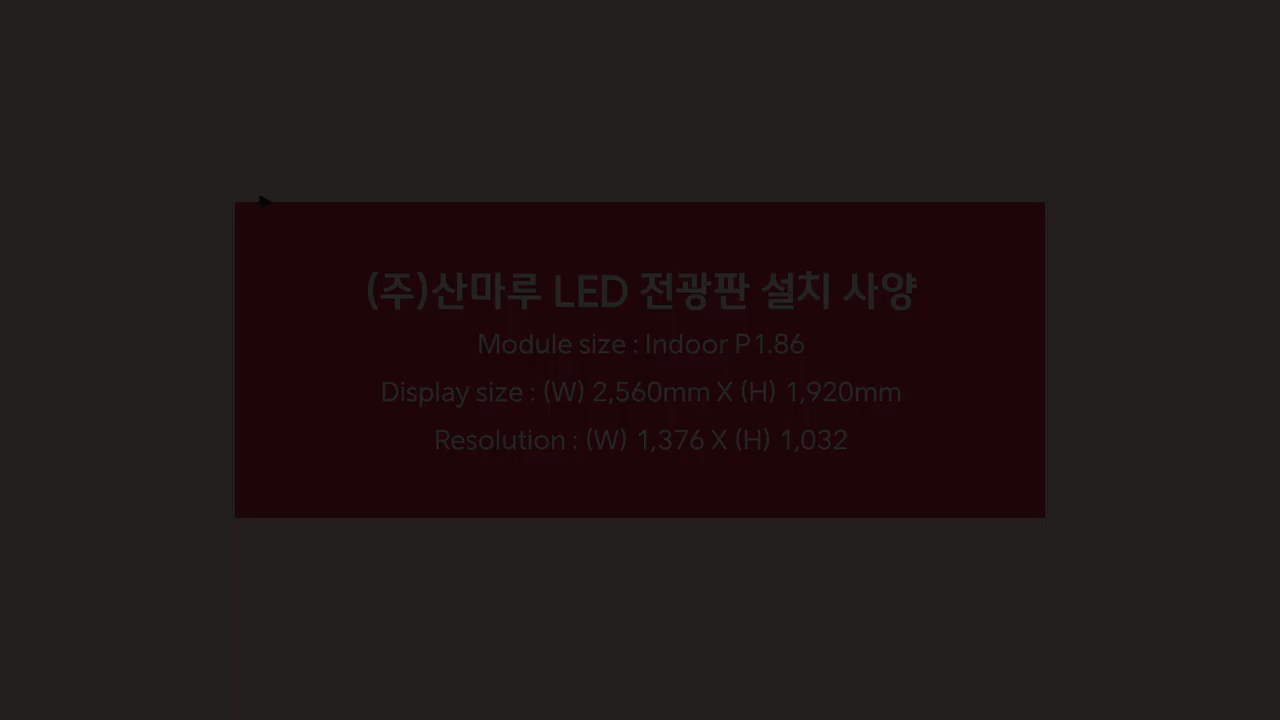 (주)산마루 LED 전광판 설치 사양
Module size : Indoor P1.86
Display size : (W) 2,560mm X (H) 1,920mm
Resolution : (W) 1,376 X (H) 1,032